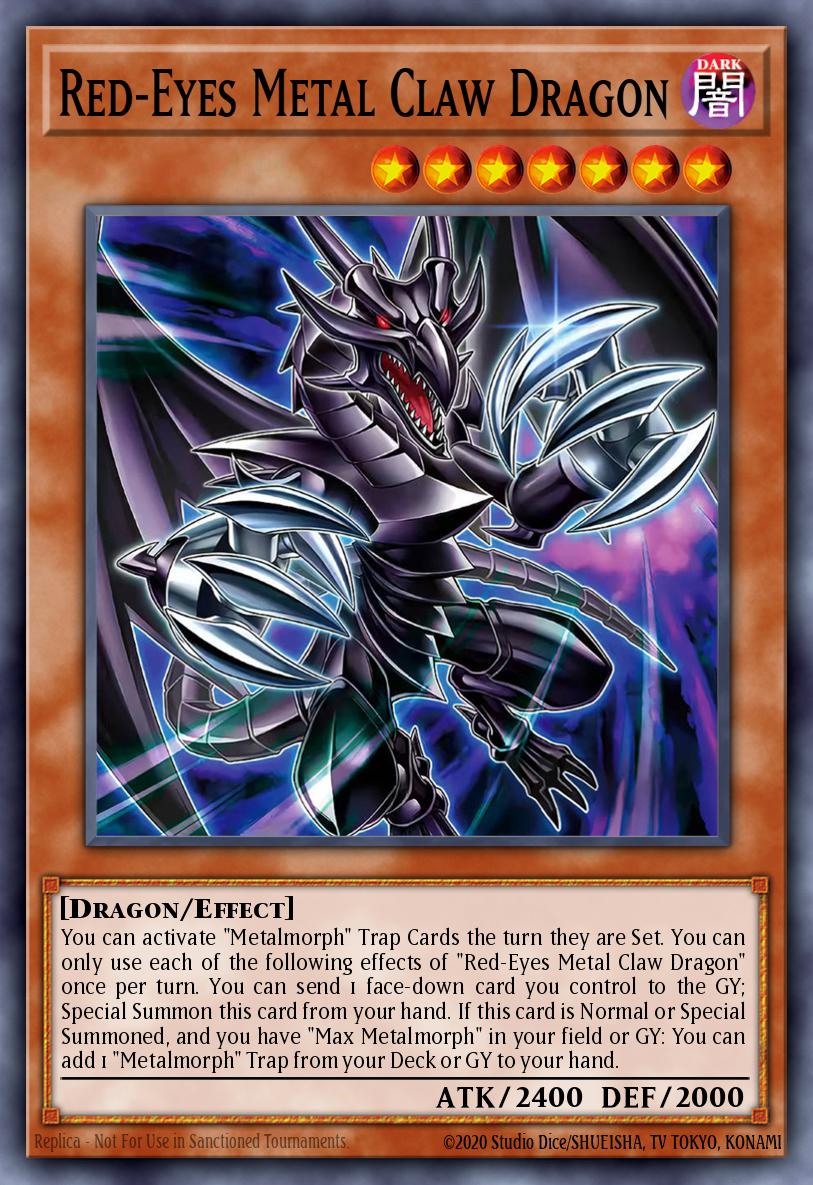 Red-Eyes Metal Claw Dragon
DARK
闇
[Dragon/Effect]
You can activate "Metalmorph" Trap Cards the turn they are Set. You can
only use each of the following effects of "Red-Eyes Metal Claw Dragon"
once per turn. You can send 1 face-down card you control to the GY;
Special Summon this card from your hand. If this card is Normal or Special
Summoned, and you have "Max Metalmorph" in your field or GY: You can
add 1 "Metalmorph" Trap from your Deck or GY to your hand.
ATK/2400 DEF/2000
Replica - Not For Use in Sanctioned Tournaments.
©2020 Studio Dice/SHUEISHA, TV TOKYO, KONAMI